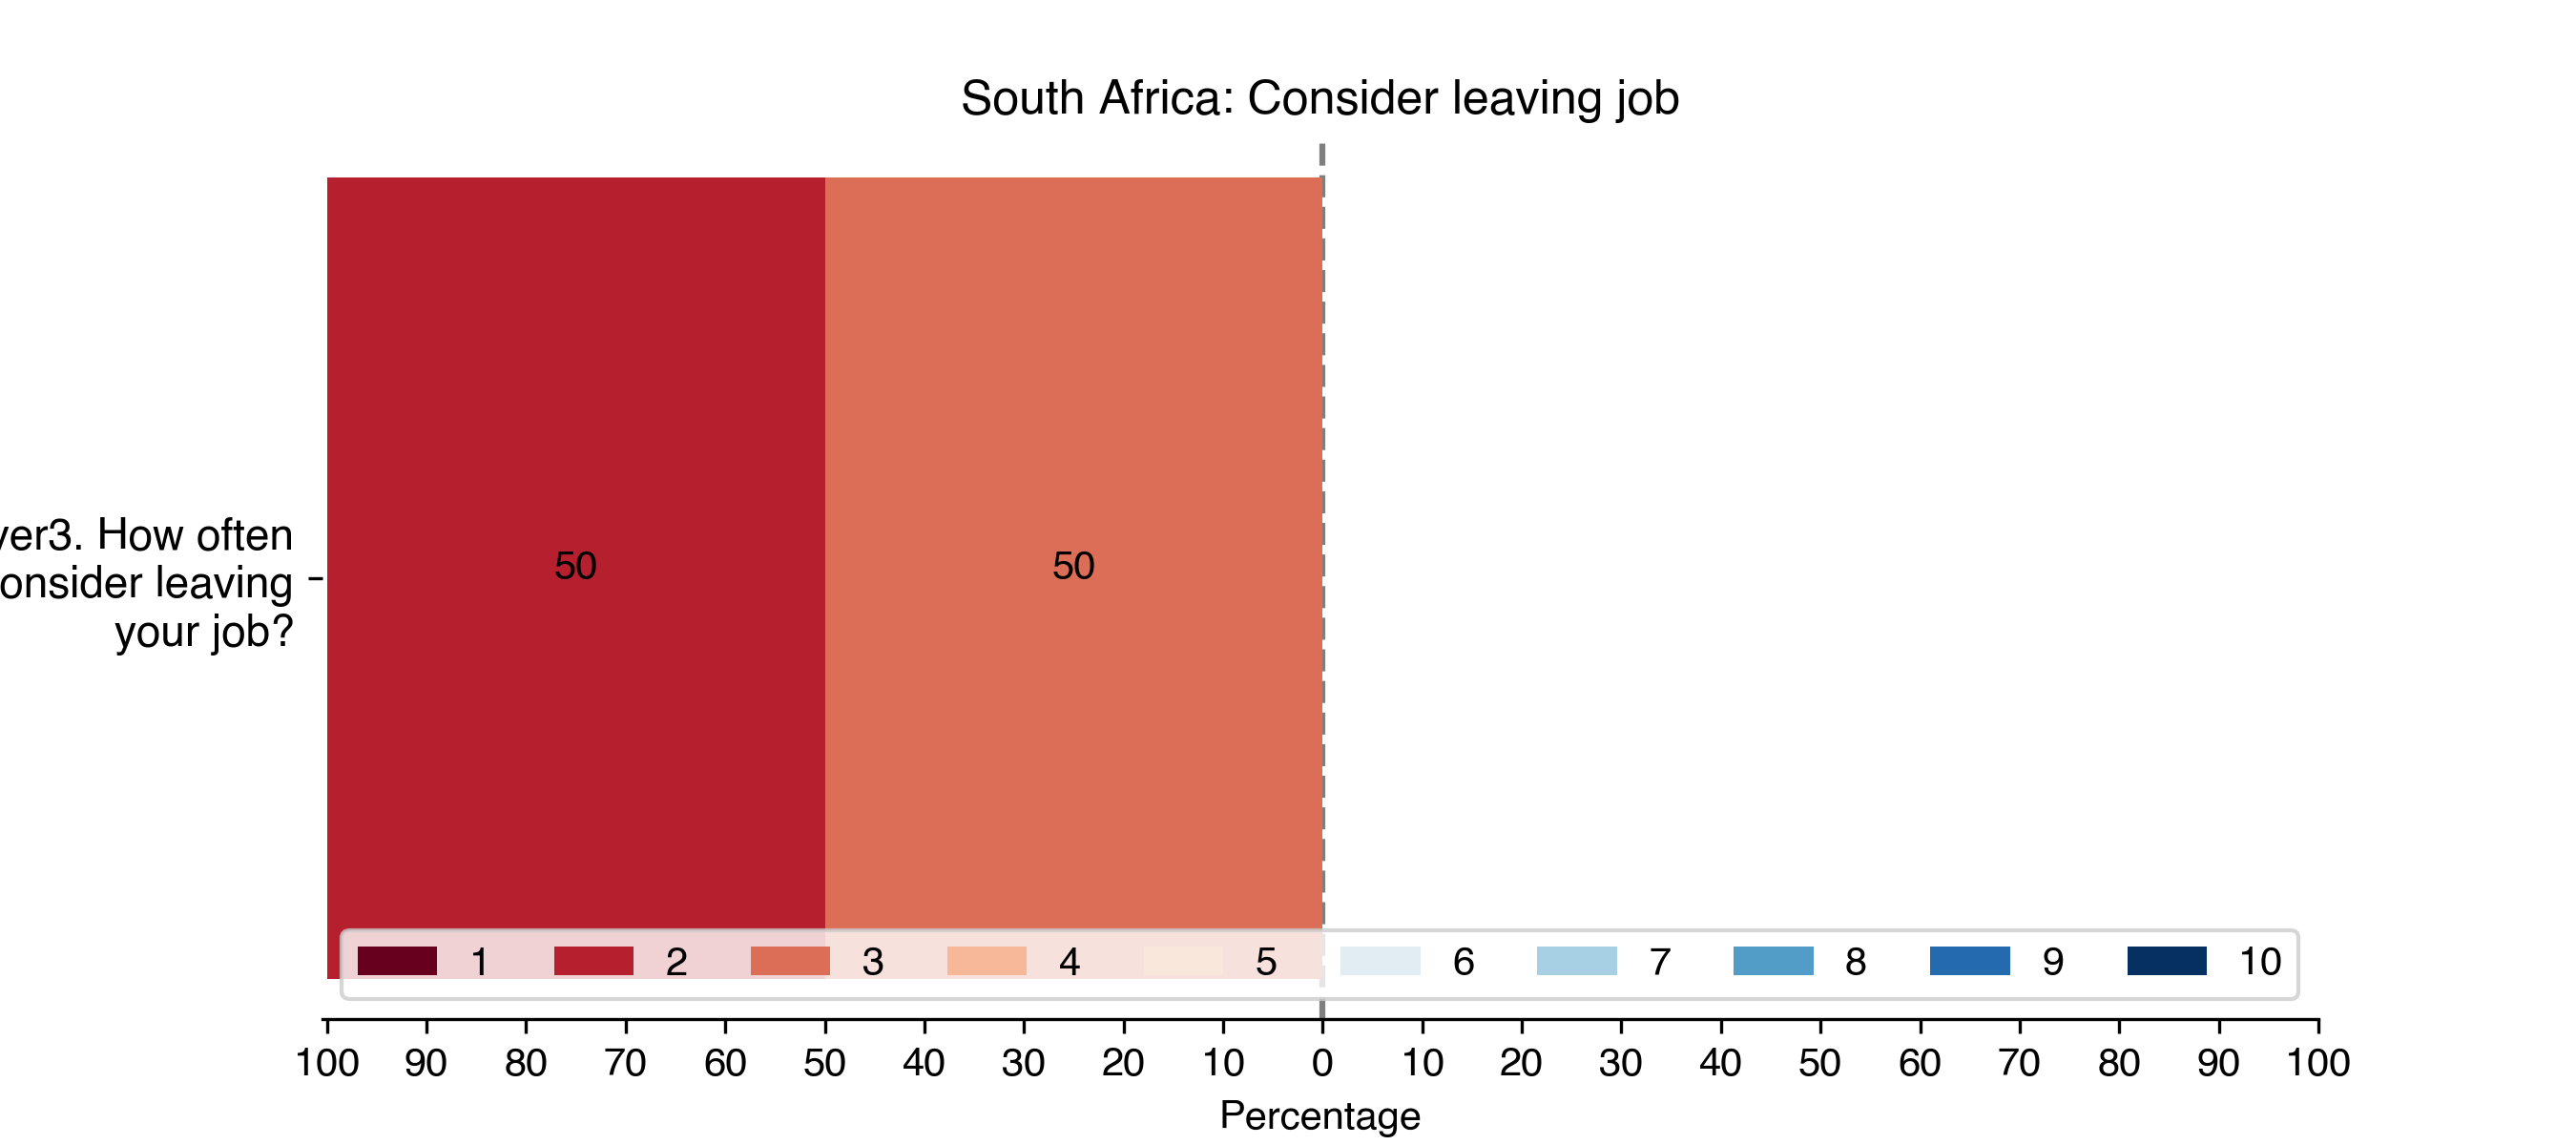 South Africa: Consider leaving job
3. How often
leaving
your job?
50 50
1 2 3 4 5 6 7 8 9 10
100 90 80 70 60 50 40 30 20 10 0 10 20 30 40 50 60 70 80 90 100
Percentage